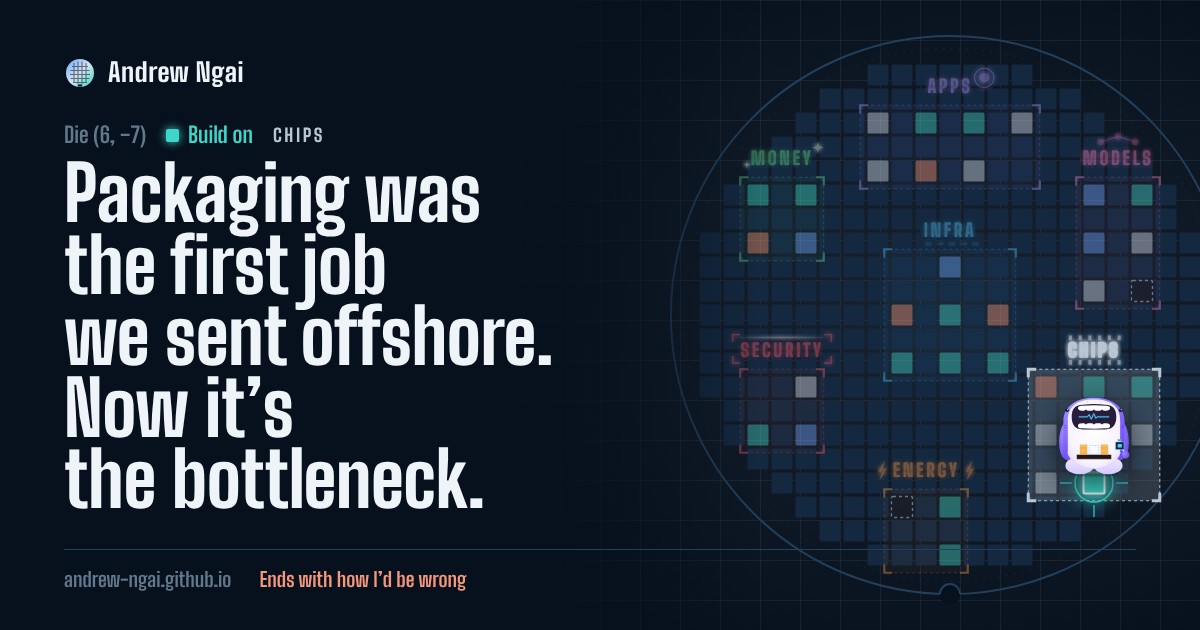 Andrew Ngai
Die (6, −7) Build on CHIPS
Packaging was
the first job
we sent offshore.
Now it’s
the bottleneck.
andrew-ngai.github.io Ends with how I’d be wrong
APPS
MONEY
MODELS
INFRA
SECURITY
CHIPS
ENERGY